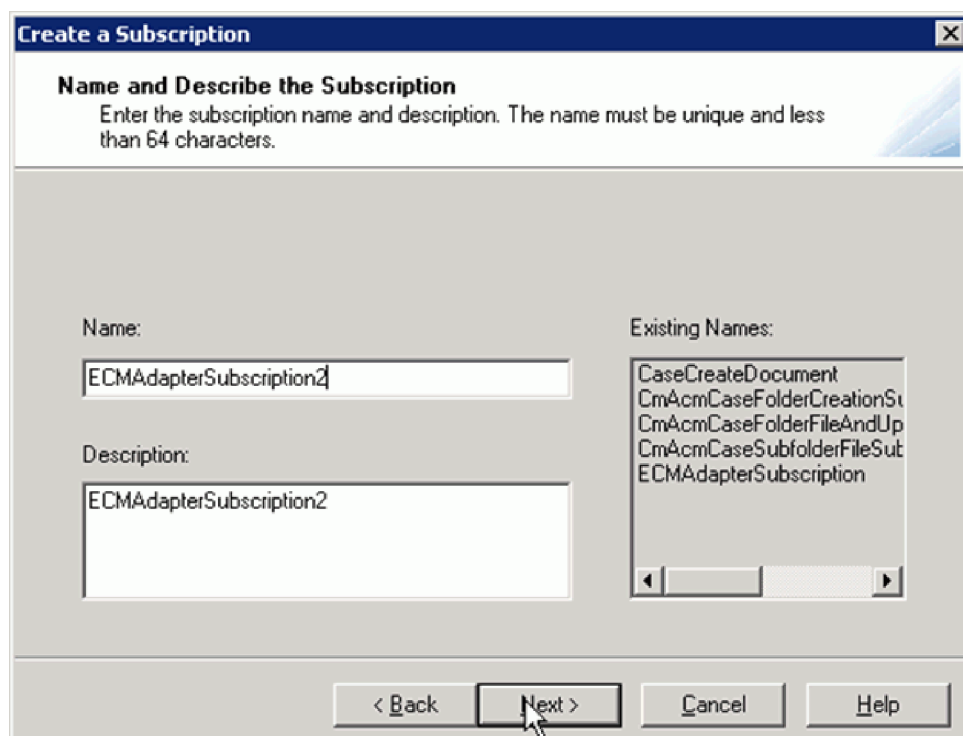 Create a Subscription
Name and Describe the Subscription
Enter the subscription name and description. The name must be unique and less
than 64 characters.
Name:
ECMAdapterSubscription2
Description:
ECMAdapterSubscription2
Existing Names:
CaseCreateDocument
CmAcmCaseFolderCreationSu
CmAcmCaseFolderFileAndUp
CmAcmCaseSubfolderFileSub
ECMAdapterSubscription
< Back
Next >
Cancel
Help